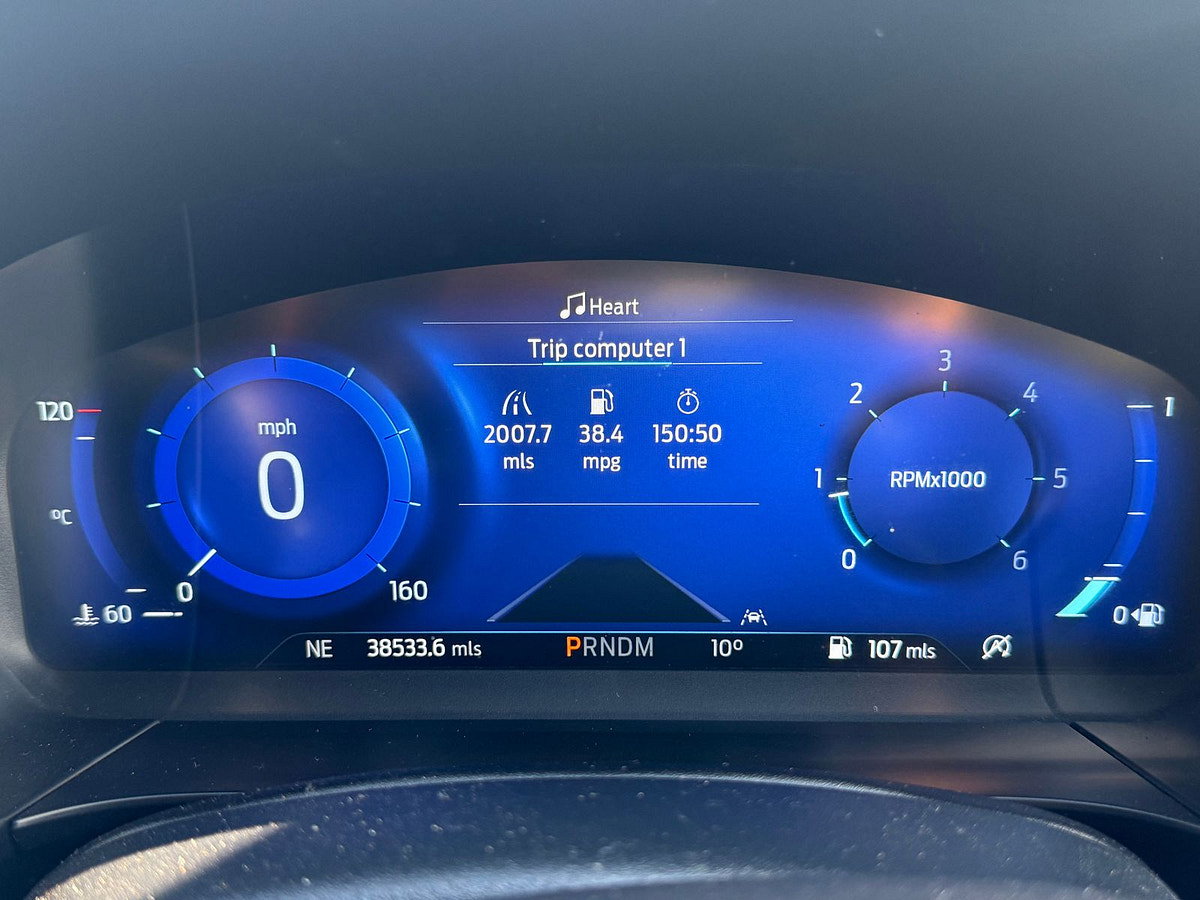 Heart
Trip computer 1
2007.7 38.4 150:50
mls mpg time
120
°C
60
mph
0
0
160
RPMx1000
0
1
2
3
4
5
6
1
0
NE 38533.6 mls PRNDM 10° 107 mls